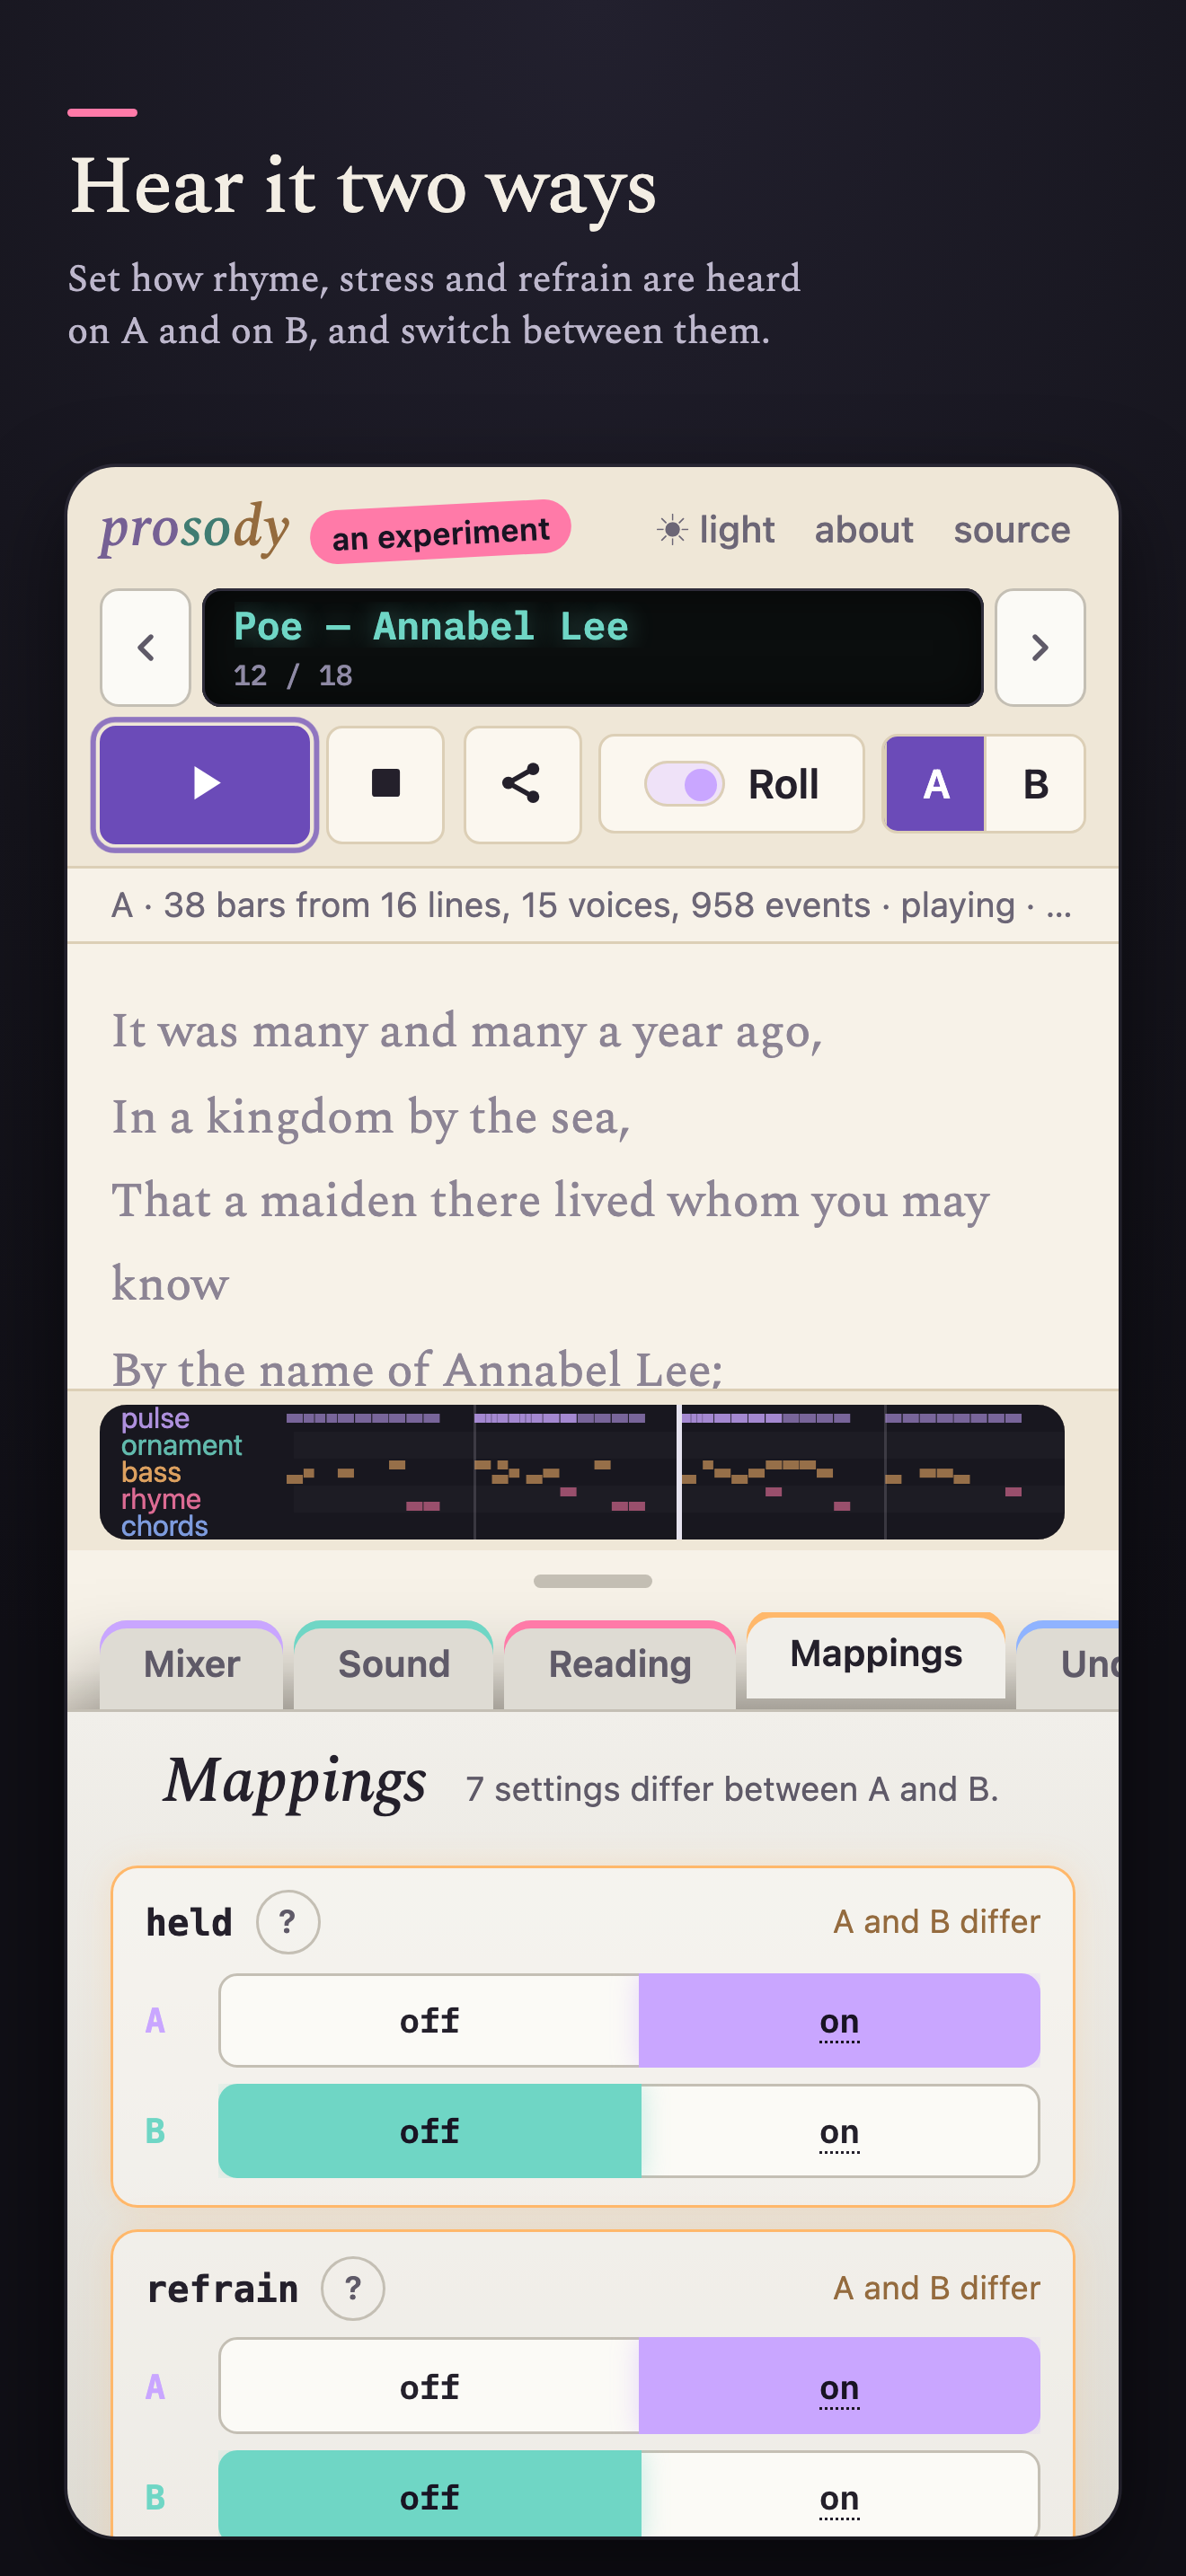 Hear it two ways
Set how rhyme, stress and refrain are heard
on A and on B, and switch between them.
prosody an experiment light about source
Poe — Annabel Lee
12 / 18
Roll A B
A · 38 bars from 16 lines, 15 voices, 958 events · playing · ...
It was many and many a year ago,
In a kingdom by the sea,
That a maiden there lived whom you may
know
By the name of Annabel Lee;
pulse
ornament
bass
rhyme
chords
Mixer Sound Reading Mappings
Mappings 7 settings differ between A and B.
held ? A and B differ
A off on
B off on
refrain ? A and B differ
A off on
B off on